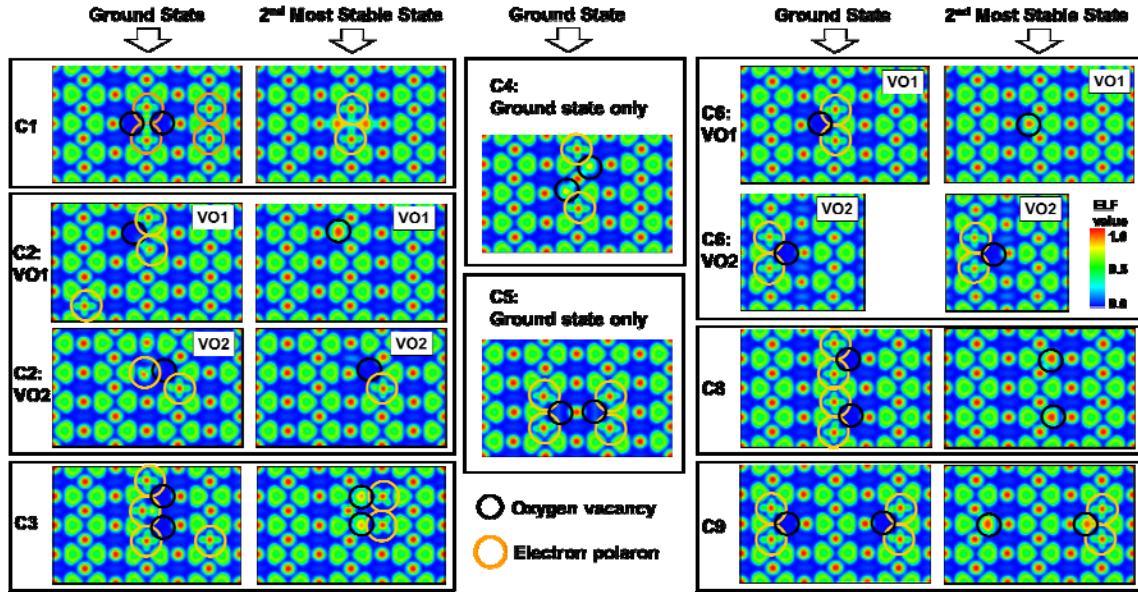 Ground State
2nd Most Stable State
C1
C2:
VO1
VO1
VO1
C2:
VO2
VO2
VO2
C3
Ground State
C4:
Ground state only
C5:
Ground state only
Oxygen vacancy
Electron polaron
Ground State
2nd Most Stable State
C6:
VO1
VO1
VO1
C6:
VO2
VO2
VO2
ELF
value
1.0
0.5
0.0
C8
C9